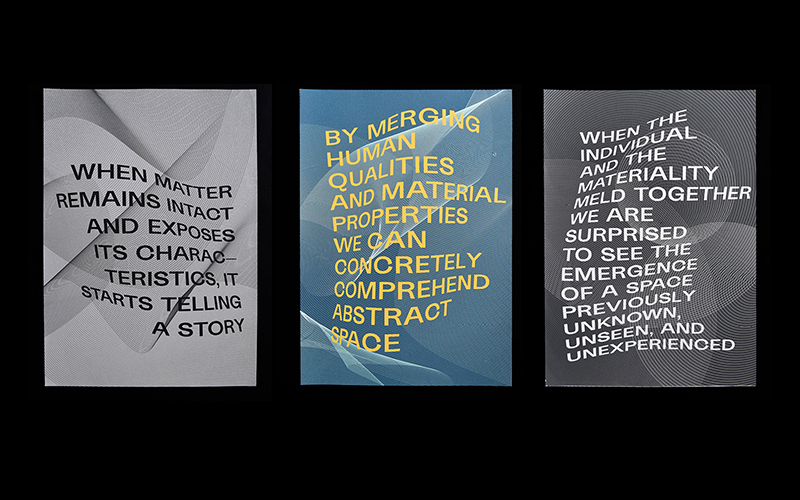 WHEN MATTER
REMAINS INTACT
AND EXPOSES
ITS CHARAC–
TERISTICS, IT
STARTS TELLING
A STORY
BY MERGING
HUMAN
QUALITIES
AND MATERIAL
PROPERTIES
WE CAN
CONCRETELY
COMPREHEND
ABSTRACT
SPACE
WHEN THE
INDIVIDUAL
AND THE
MATERIALITY
MELD TOGETHER
WE ARE
SURPRISED
TO SEE THE
EMERGENCE
OF A SPACE
PREVIOUSLY
UNKNOWN,
UNSEEN, AND
UNEXPERIENCED